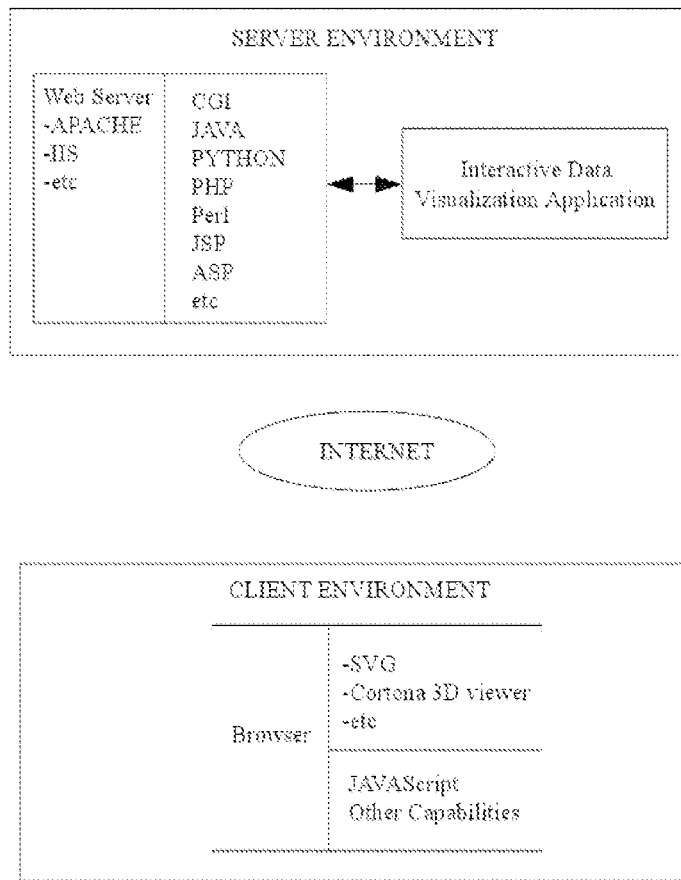 SERVER ENVIRONMENT
Web Server
-APACHE
-IIS
-etc
CGI
JAVA
PYTHON
PHP
Perl
JSP
ASP
etc
Interactive Data
Visualization Application
INTERNET
CLIENT ENVIRONMENT
Browser
-SVG
-Cortona 3D viewer
-etc
JAVAScript
Other Capabilities